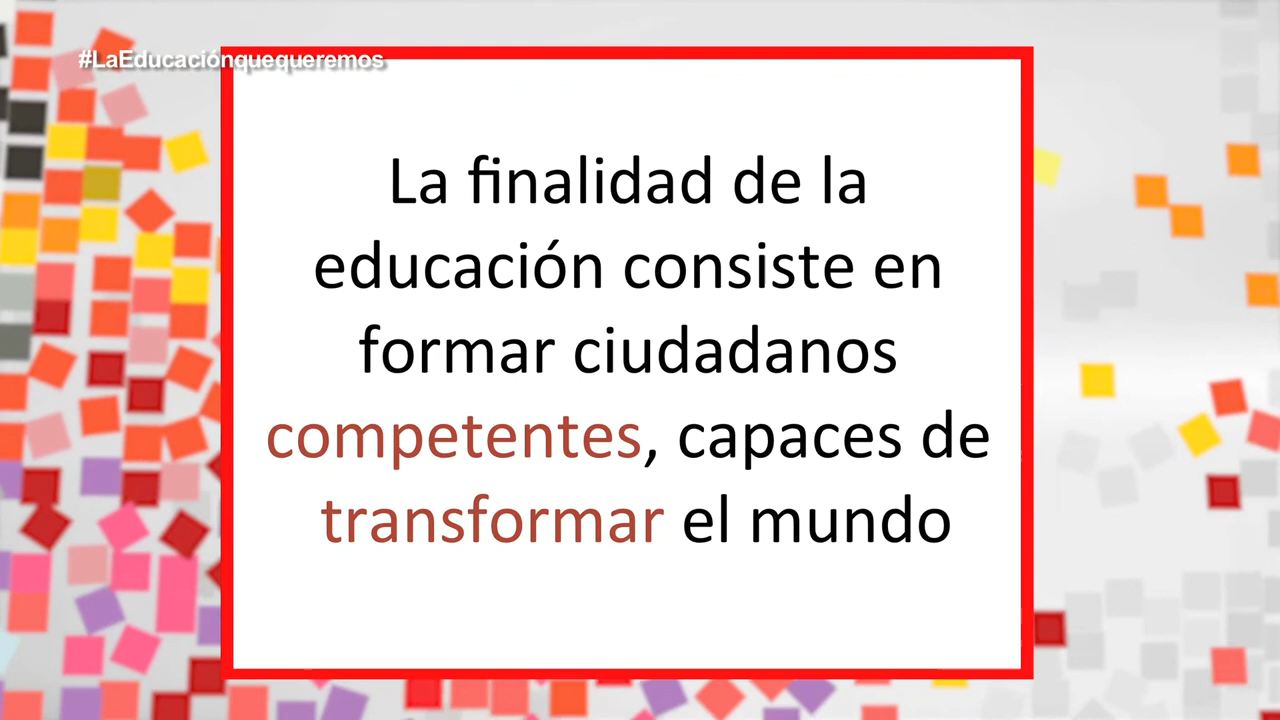 #LaEducaciónquequeremos
La finalidad de la
educación consiste en
formar ciudadanos
competentes, capaces de
transformar el mundo